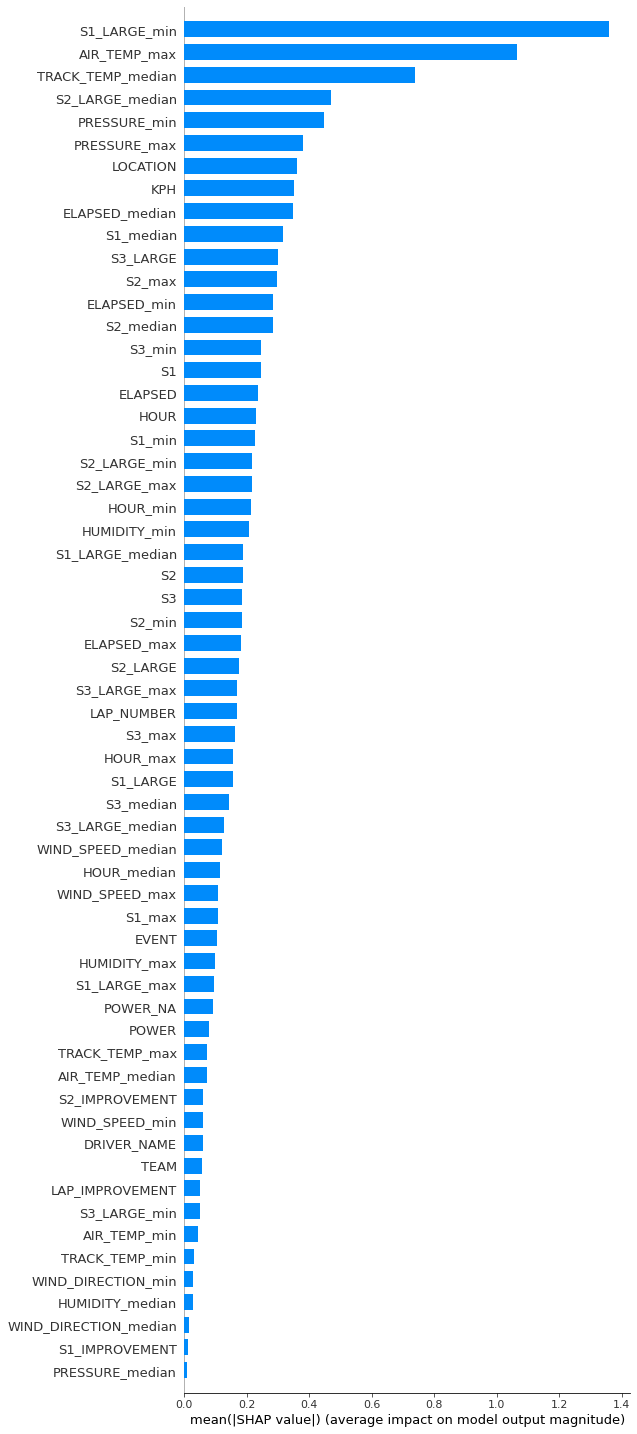 S1_LARGE_min
AIR_TEMP_max
TRACK_TEMP_median
S2_LARGE_median
PRESSURE_min
PRESSURE_max
LOCATION
KPH
ELAPSED_median
S1_median
S3_LARGE
S2_max
ELAPSED_min
S2_median
S3_min
S1
ELAPSED
HOUR
S1_min
S2_LARGE_min
S2_LARGE_max
HOUR_min
HUMIDITY_min
S1_LARGE_median
S2
S3
S2_min
ELAPSED_max
S2_LARGE
S3_LARGE_max
LAP_NUMBER
S3_max
HOUR_max
S1_LARGE
S3_median
S3_LARGE_median
WIND_SPEED_median
HOUR_median
WIND_SPEED_max
S1_max
EVENT
HUMIDITY_max
S1_LARGE_max
POWER_NA
POWER
TRACK_TEMP_max
AIR_TEMP_median
S2_IMPROVEMENT
WIND_SPEED_min
DRIVER_NAME
TEAM
LAP_IMPROVEMENT
S3_LARGE_min
AIR_TEMP_min
TRACK_TEMP_min
WIND_DIRECTION_min
HUMIDITY_median
WIND_DIRECTION_median
S1_IMPROVEMENT
PRESSURE_median
0.0 0.2 0.4 0.6 0.8 1.0 1.2 1.4
mean(|SHAP value|) (average impact on model output magnitude)